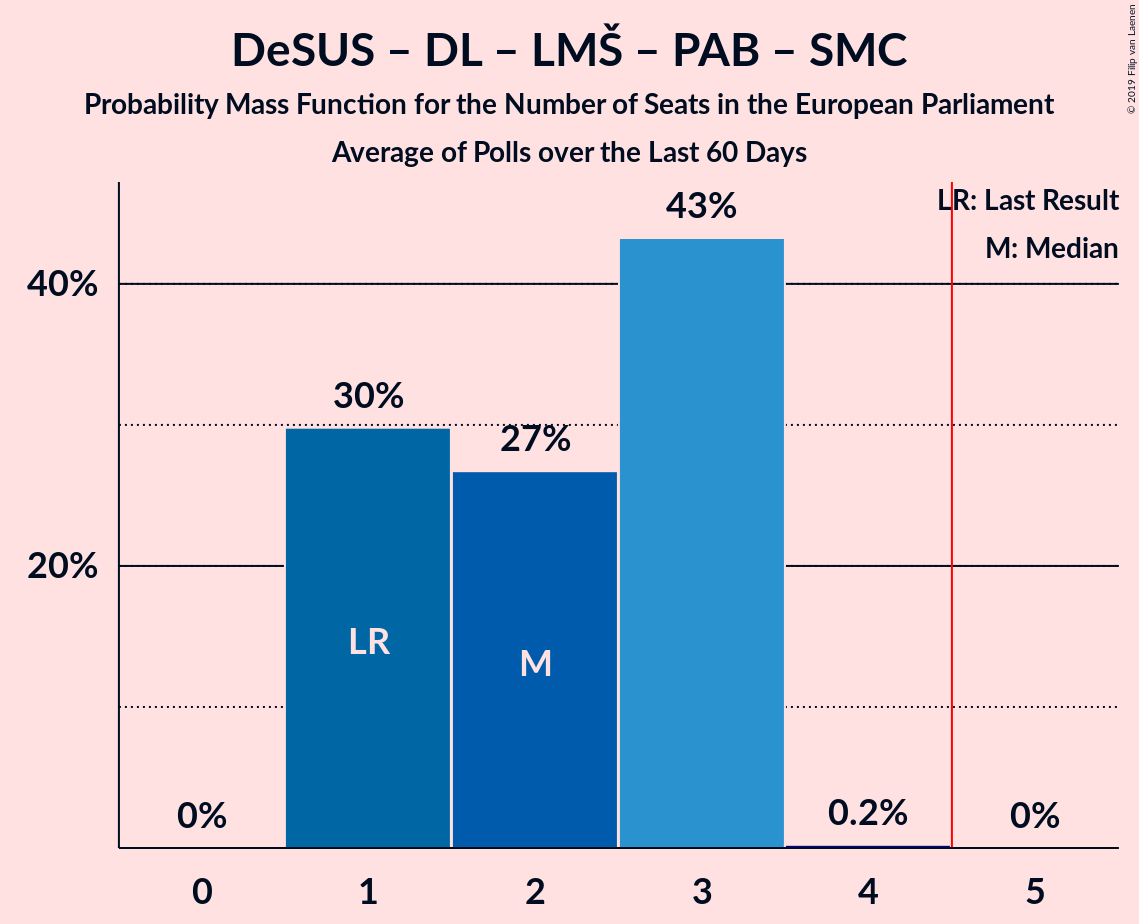 DeSUS – DL – LMŠ – PAB – SMC
Probability Mass Function for the Number of Seats in the European Parliament
Average of Polls over the Last 60 Days
© 2019 Filip van Laenen
LR: Last Result
M: Median
43%
40%
30%
27%
20%
LR
M
0%
0.2%
0%
0 1 2 3 4 5